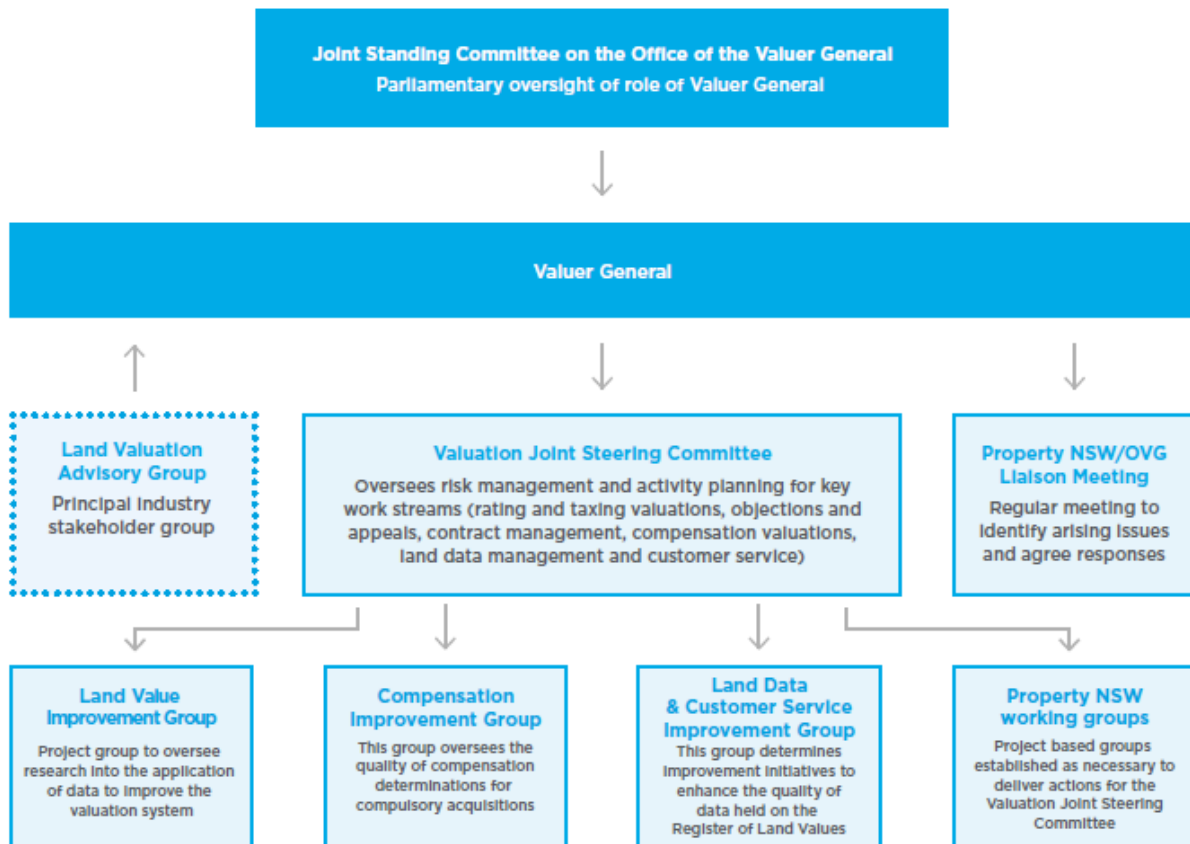 Joint Standing Committee on the Office of the Valuer General
Parliamentary oversight of role of Valuer General
Valuer General
Land Valuation
Advisory Group
Principal industry
stakeholder group
Valuation Joint Steering Committee
Oversees risk management and activity planning for key
work streams (rating and taxing valuations, objections and
appeals, contract management, compensation valuations,
land data management and customer service)
Property NSW/OVG
Liaison Meeting
Regular meeting to
identify arising issues
and agree responses
Land Value
Improvement Group
Project group to oversee
research into the application
of data to improve the
valuation system
Compensation
Improvement Group
This group oversees the
quality of compensation
determinations for
compulsory acquisitions
Land Data
& Customer Service
Improvement Group
This group determines
improvement initiatives to
enhance the quality of
data held on the
Register of Land Values
Property NSW
working groups
Project based groups
established as necessary to
deliver actions for the
Valuation Joint Steering
Committee